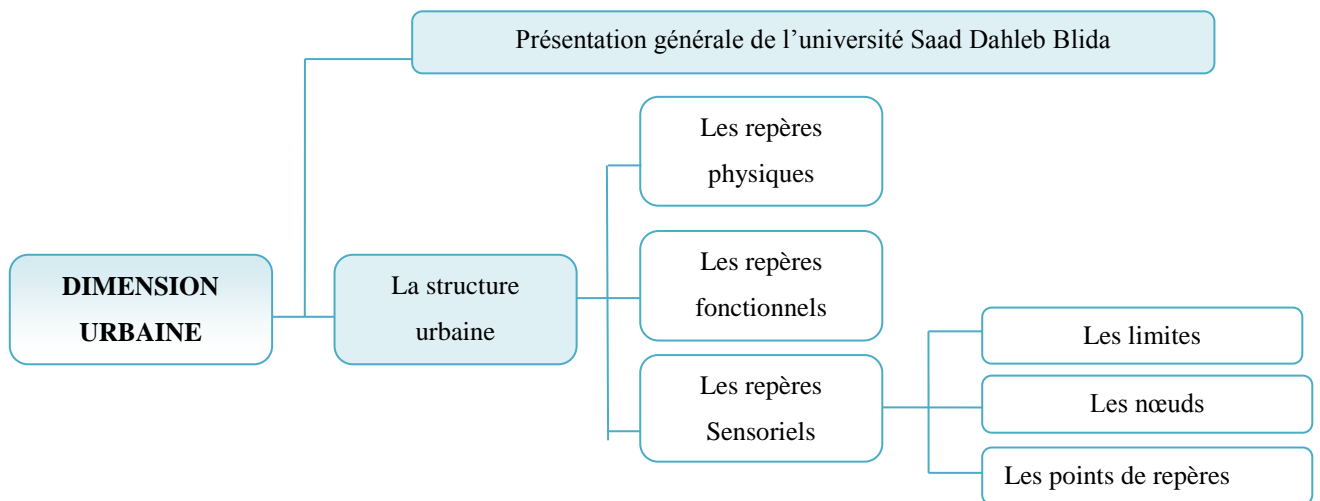 Présentation générale de l’université Saad Dahleb Blida
Les repères
physiques
DIMENSION
URBAINE
La structure
urbaine
Les repères
fonctionnels
Les repères
Sensoriels
Les limites
Les nœuds
Les points de repères